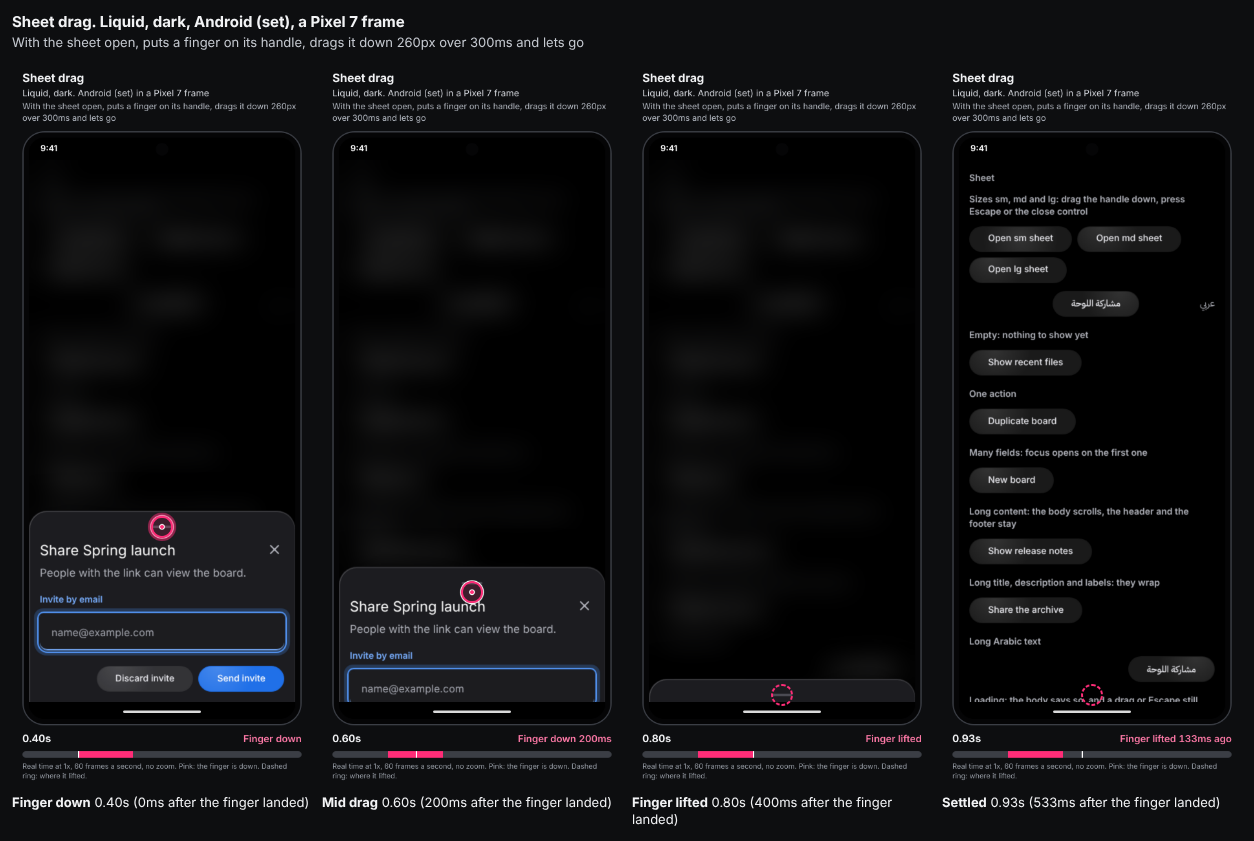 Sheet drag. Liquid, dark, Android (set), a Pixel 7 frame
With the sheet open, puts a finger on its handle, drags it down 260px over 300ms and lets go
Sheet drag
Liquid, dark. Android (set) in a Pixel 7 frame
With the sheet open, puts a finger on its handle, drags it down 260px
over 300ms and lets go
9:41
Share Spring launch
People with the link can view the board.
Invite by email
name@example.com
Discard invite
Send invite
0.40s
Finger down
Real time at 1x, 60 frames a second, no zoom. Pink: the finger is down. Dashed
ring: where it lifted.
Finger down 0.40s (0ms after the finger landed)
Sheet drag
Liquid, dark. Android (set) in a Pixel 7 frame
With the sheet open, puts a finger on its handle, drags it down 260px
over 300ms and lets go
9:41
Share Spring launch
People with the link can view the board.
Invite by email
name@example.com
0.60s
Finger down 200ms
Real time at 1x, 60 frames a second, no zoom. Pink: the finger is down. Dashed
ring: where it lifted.
Mid drag 0.60s (200ms after the finger landed)
Sheet drag
Liquid, dark. Android (set) in a Pixel 7 frame
With the sheet open, puts a finger on its handle, drags it down 260px
over 300ms and lets go
9:41
0.80s
Finger lifted
Real time at 1x, 60 frames a second, no zoom. Pink: the finger is down. Dashed
ring: where it lifted.
Finger lifted 0.80s (400ms after the finger
landed)
Sheet drag
Liquid, dark. Android (set) in a Pixel 7 frame
With the sheet open, puts a finger on its handle, drags it down 260px
over 300ms and lets go
9:41
Sheet
Sizes sm, md and lg: drag the handle down, press
Escape or the close control
Open sm sheet
Open md sheet
Open lg sheet
مشاركة اللوحة
عربي
Empty: nothing to show yet
Show recent files
One action
Duplicate board
Many fields: focus opens on the first one
New board
Long content: the body scrolls, the header and the
footer stay
Show release notes
Long title, description and labels: they wrap
Share the archive
Long Arabic text
مشاركة اللوحة
Loading: the body says so, and a drag or Escape still
0.93s
Finger lifted 133ms ago
Real time at 1x, 60 frames a second, no zoom. Pink: the finger is down. Dashed
ring: where it lifted.
Settled 0.93s (533ms after the finger landed)